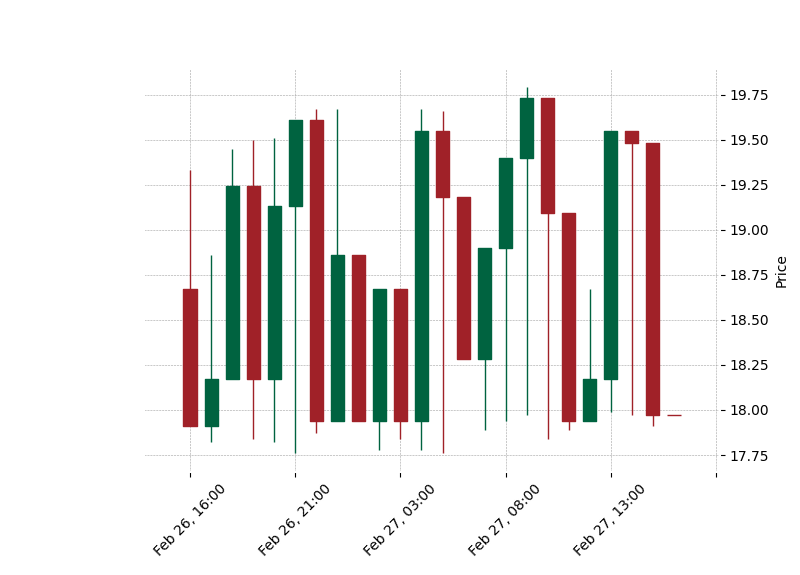 19.75
19.50
19.25
19.00
18.75
18.50
18.25
18.00
17.75
Price
Feb 26, 16:00
Feb 26, 21:00
Feb 27, 03:00
Feb 27, 08:00
Feb 27, 13:00